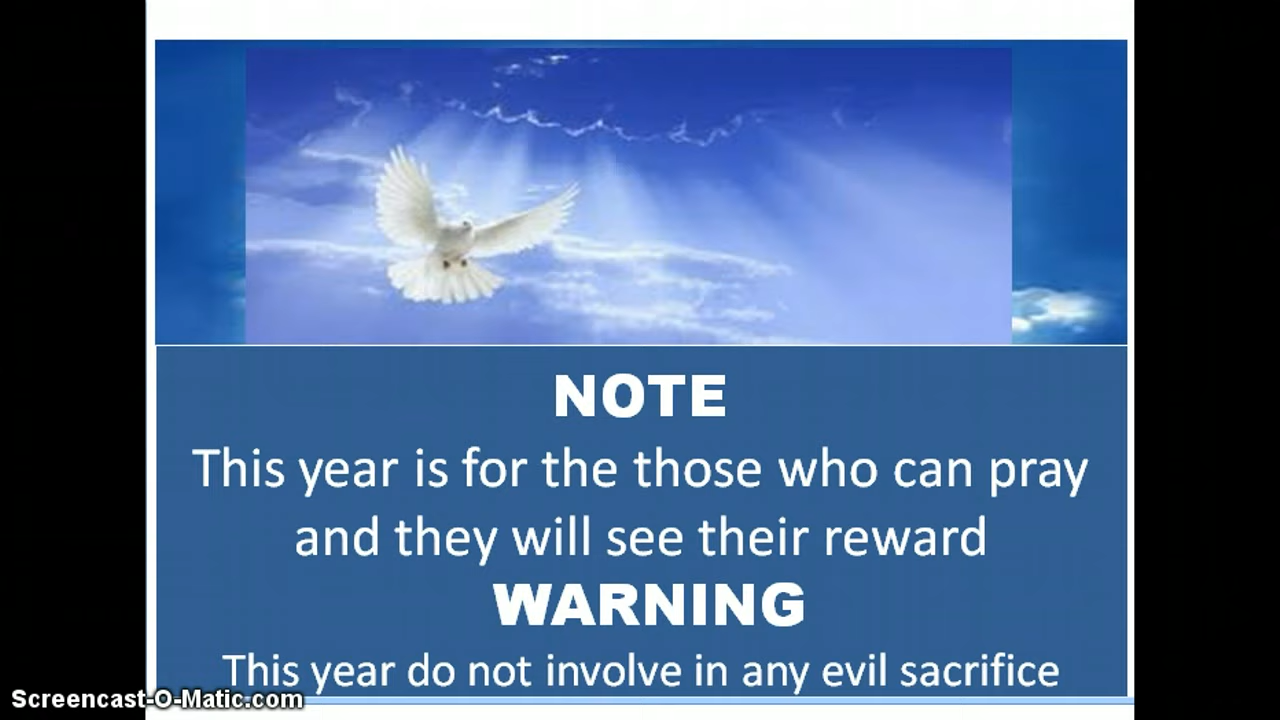 NOTE
This year is for the those who can pray
and they will see their reward
WARNING
This year do not involve in any evil sacrifice
Screencast-O-Matic.com